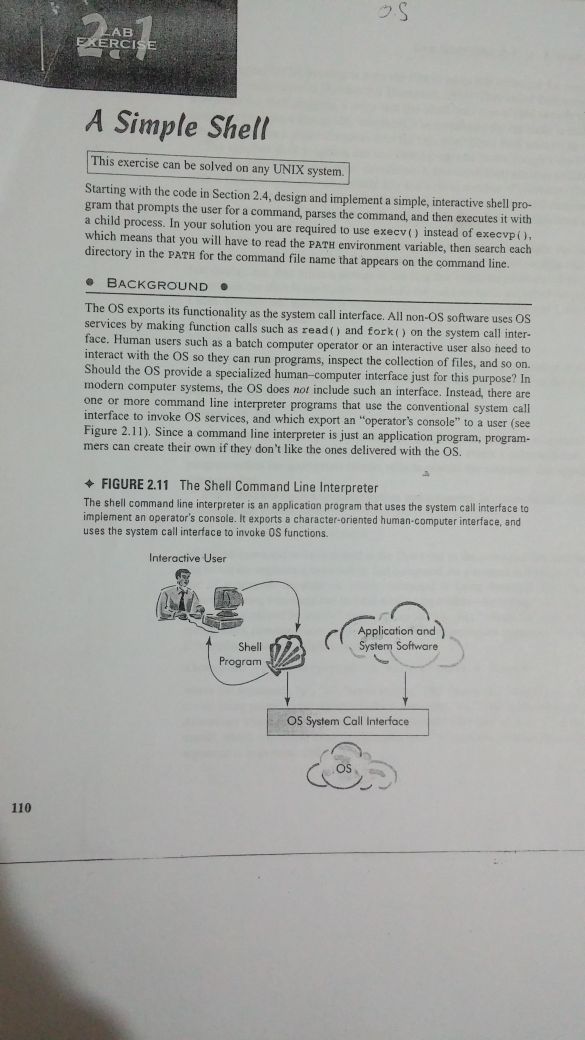 O.S
LAB
2.1
EXERCISE
A Simple Shell
This exercise can be solved on any UNIX system.
Starting with the code in Section 2.4, design and implement a simple, interactive shell pro-
gram that prompts the user for a command, parses the command, and then executes it with
a child process. In your solution you are required to use execv() instead of execvp(),
which means that you will have to read the PATH environment variable, then search each
directory in the PATH for the command file name that appears on the command line.
• BACKGROUND •
The OS exports its functionality as the system call interface. All non-OS software uses OS
services by making function calls such as read() and fork() on the system call inter-
face. Human users such as a batch computer operator or an interactive user also need to
interact with the OS so they can run programs, inspect the collection of files, and so on.
Should the OS provide a specialized human–computer interface just for this purpose? In
modern computer systems, the OS does not include such an interface. Instead, there are
one or more command line interpreter programs that use the conventional system call
interface to invoke OS services, and which export an “operator’s console” to a user (see
Figure 2.11). Since a command line interpreter is just an application program, program-
mers can create their own if they don’t like the ones delivered with the OS.
✦ FIGURE 2.11 The Shell Command Line Interpreter
The shell command line interpreter is an application program that uses the system call interface to
implement an operator's console. It exports a character-oriented human-computer interface, and
uses the system call interface to invoke OS functions.
Interactive User
Application and
System Software
Shell
Program
OS System Call Interface
OS
110